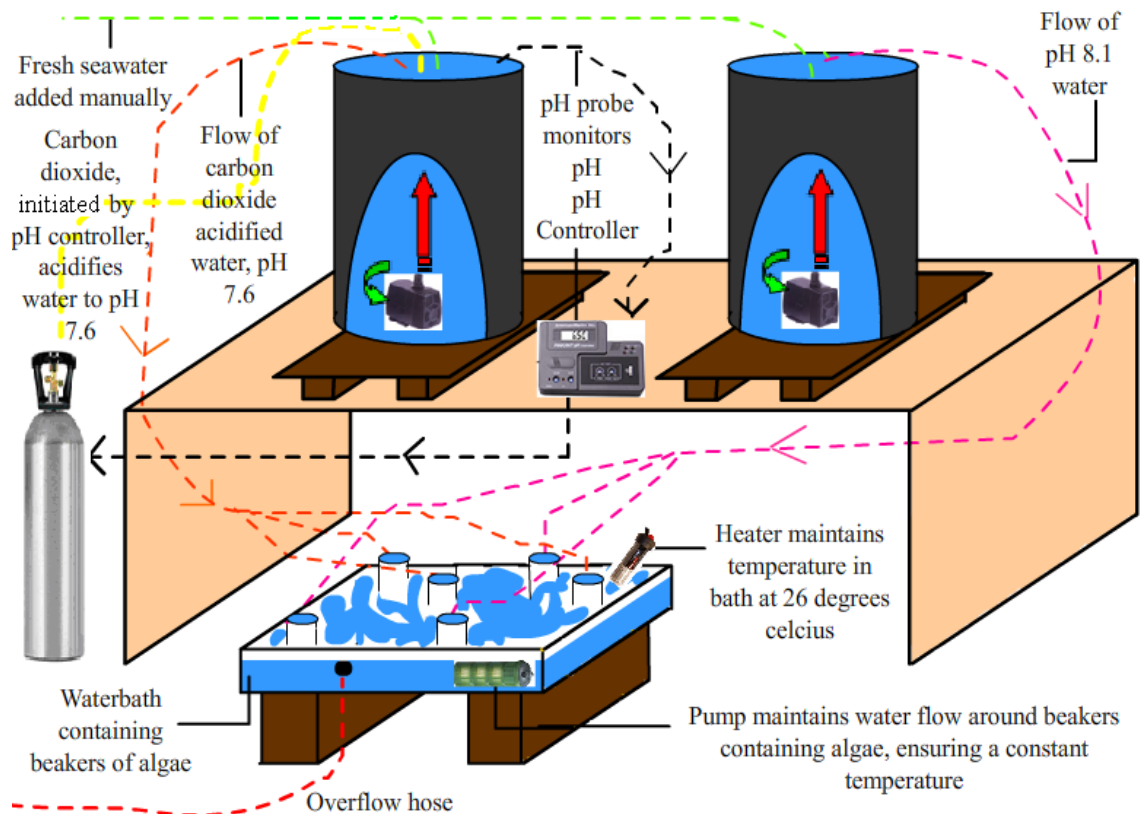 Fresh seawater
added manually
Carbon
dioxide,
initiated by
pH controller,
acidifies
water to pH
7.6
Flow of
carbon
dioxide
acidified
water, pH
7.6
pH probe
monitors
pH
pH
Controller
Flow of
pH 8.1
water
Heater maintains
temperature in
bath at 26 degrees
celcius
Waterbath
containing
beakers of algae
Pump maintains water flow around beakers
containing algae, ensuring a constant
temperature
Overflow hose